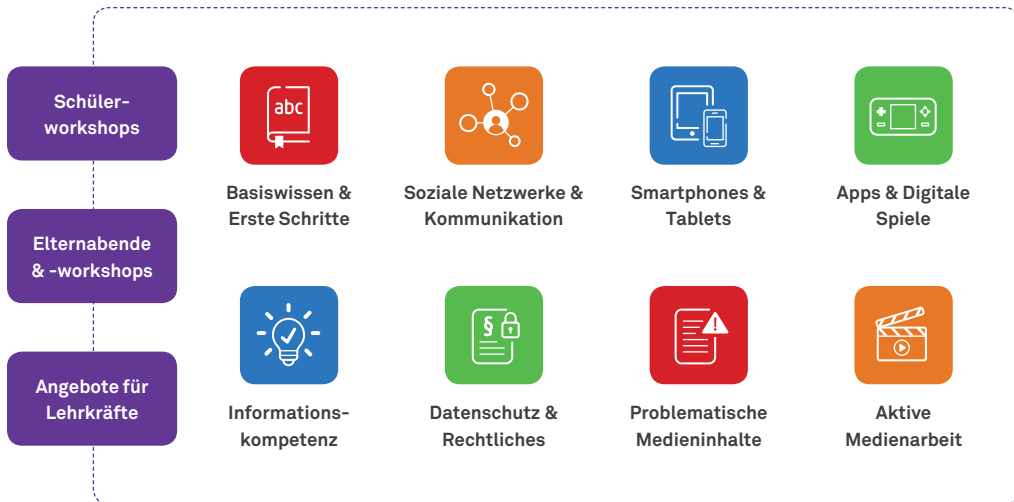 Schüler-
workshops
Elternabende
& -workshops
Angebote für
Lehrkräfte
abc
Basiswissen &
Erste Schritte
Soziale Netzwerke &
Kommunikation
Smartphones &
Tablets
Apps & Digitale
Spiele
§
Informations-
kompetenz
Datenschutz &
Rechtliches
Problematische
Medieninhalte
Aktive
Medienarbeit